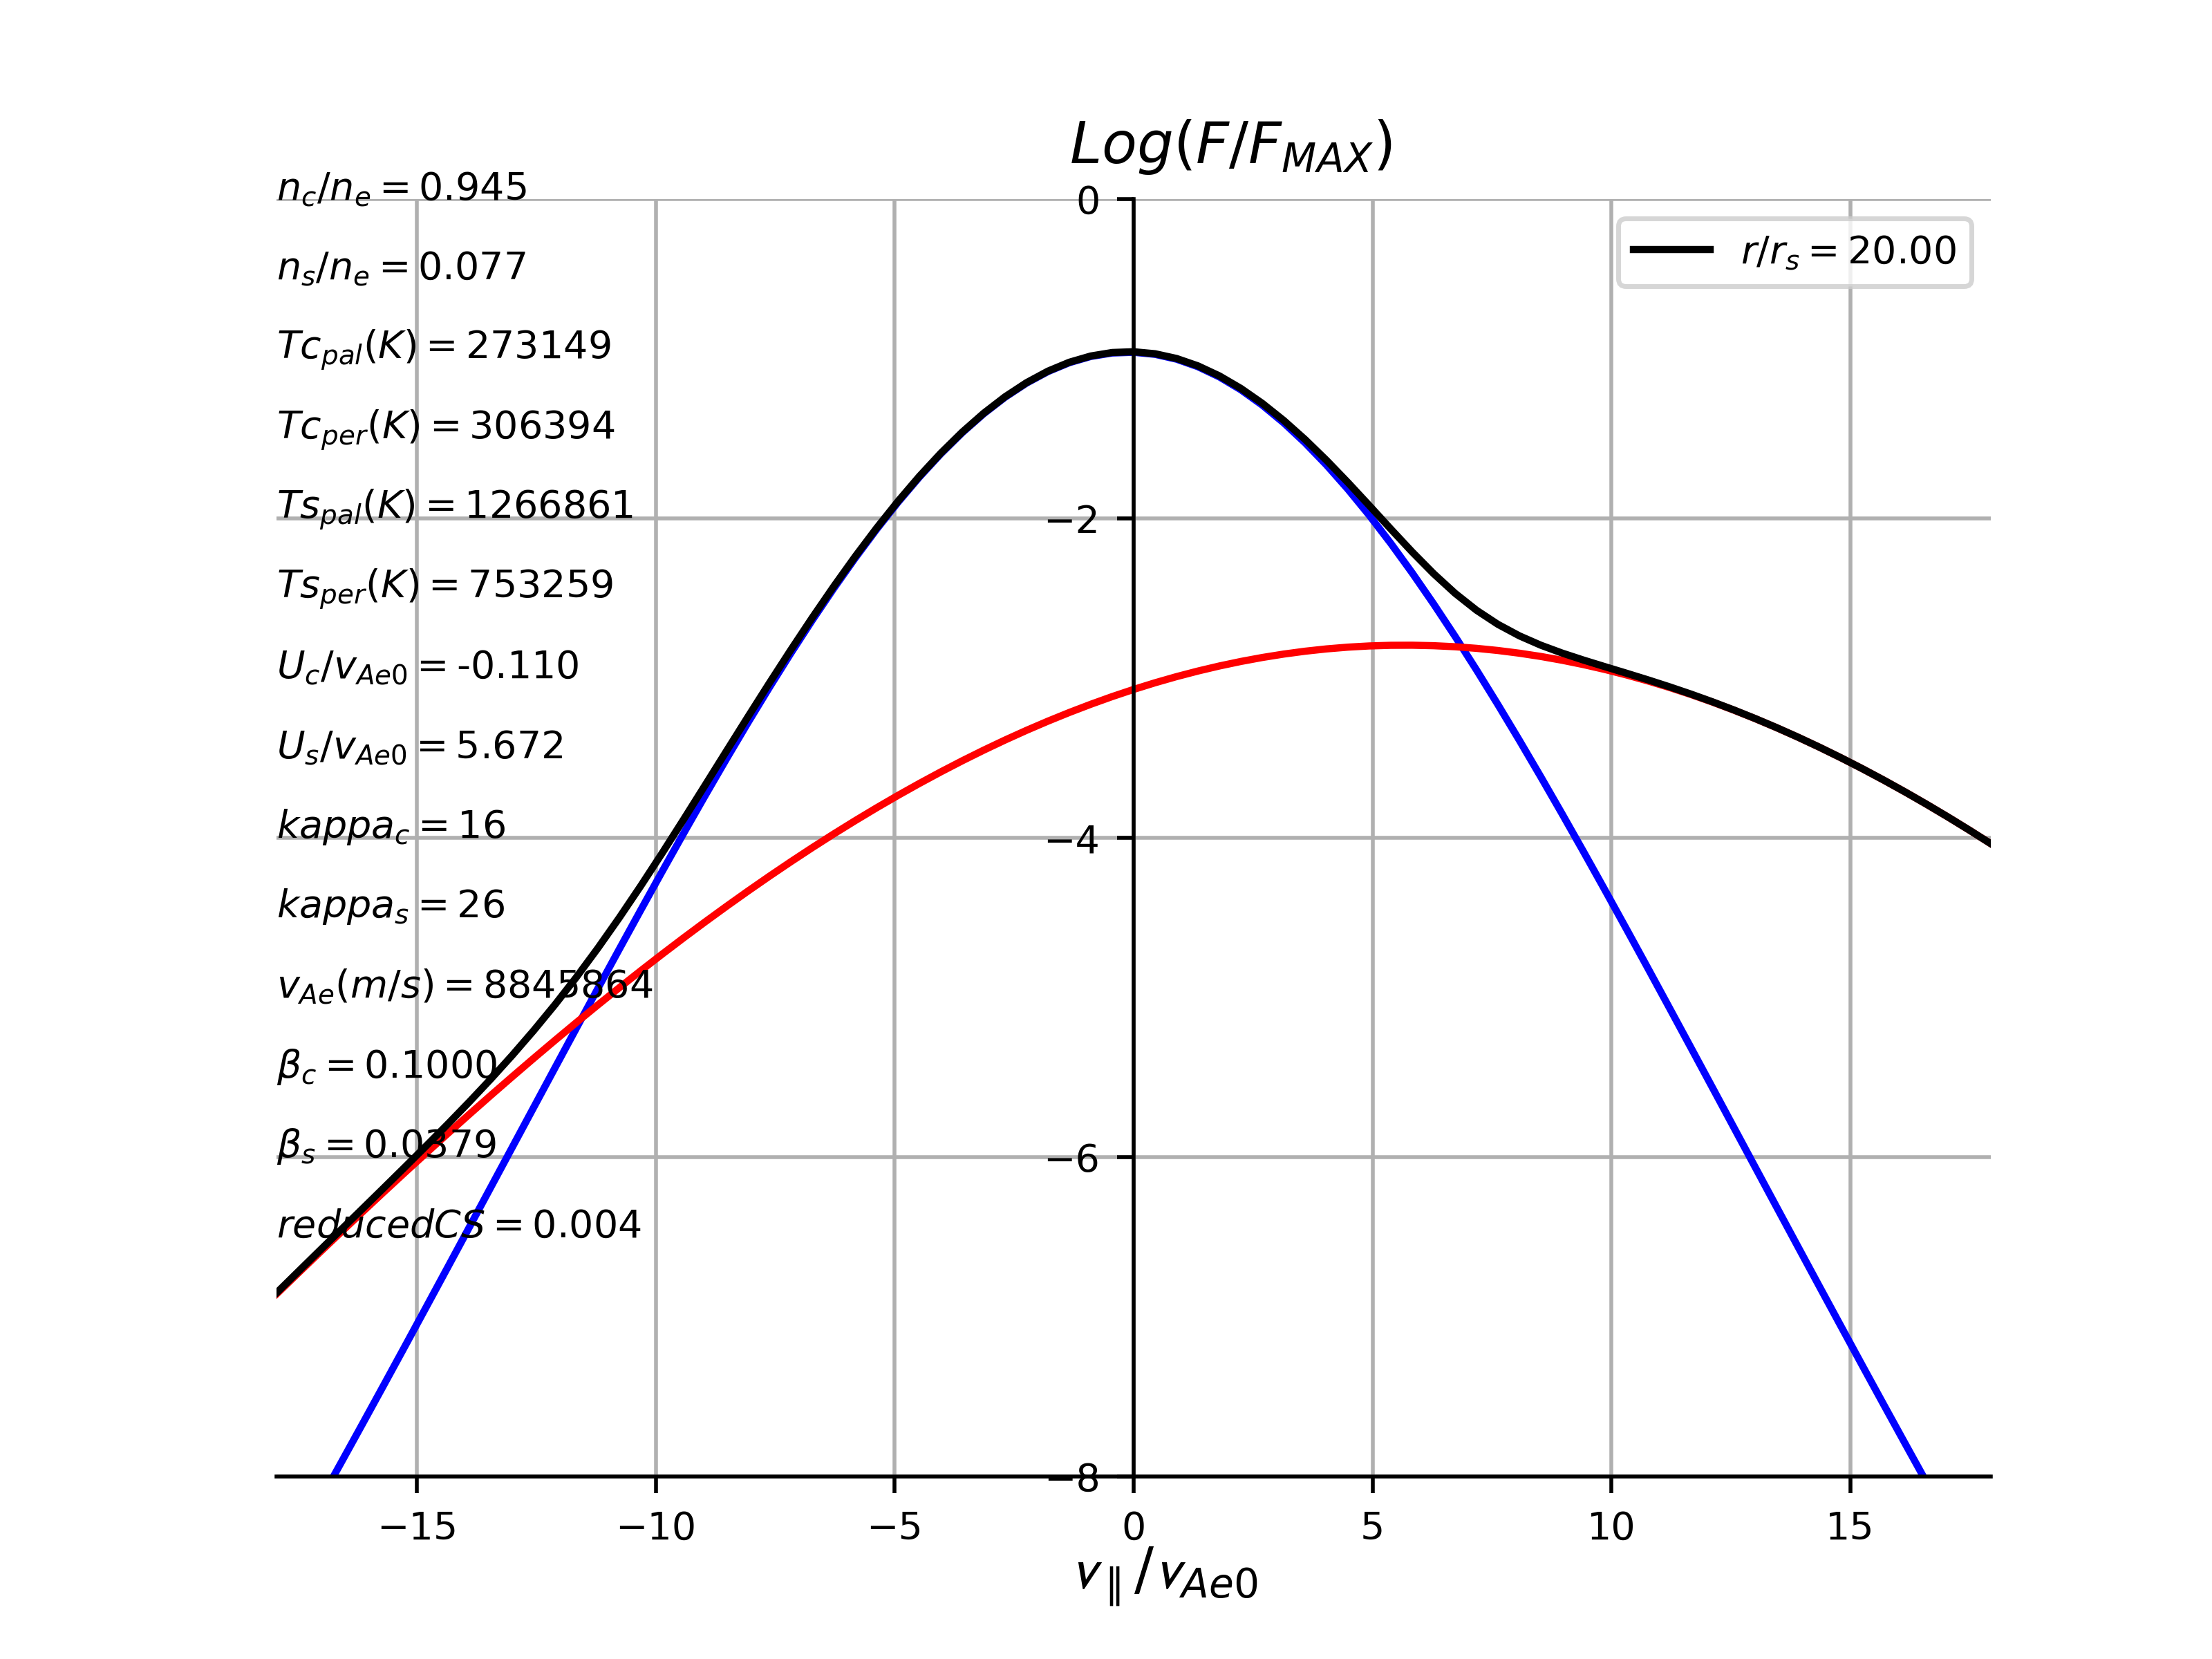 Log(F/F_MAX)
n_c/n_e = 0.945
n_s/n_e = 0.077
Tc_pal(K) = 273149
Tc_per(K) = 306394
Ts_pal(K) = 1266861
Ts_per(K) = 753259
U_c/v_Ae0 = -0.110
U_s/v_Ae0 = 5.672
kappa_c = 16
kappa_s = 26
v_Ae(m/s) = 8845864
β_c = 0.1000
β_s = 0.0379
reducedCS = 0.004
r/r_s = 20.00
0
−2
−4
−6
−8
−15 −10 −5 0 5 10 15
v_∥/v_Ae0